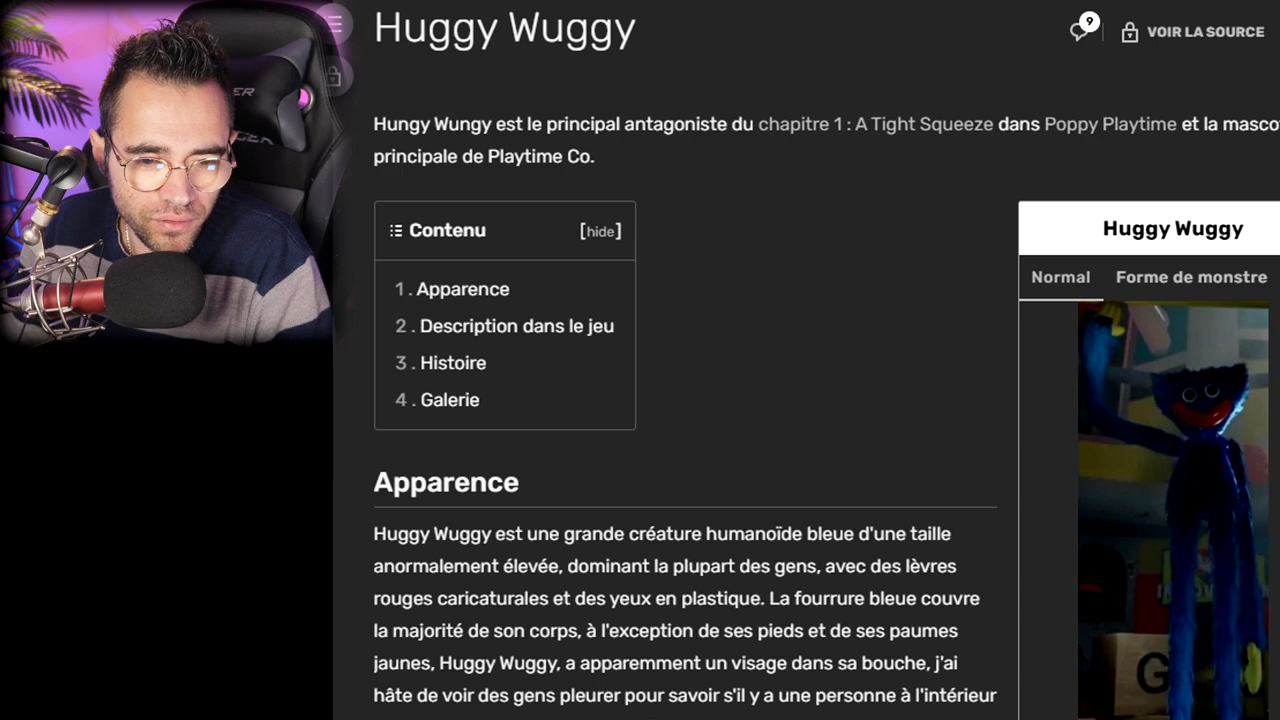 Huggy Wuggy
9
VOIR LA SOURCE
Hungy Wungy est le principal antagoniste du chapitre 1 : A Tight Squeeze dans Poppy Playtime et la mascot
principale de Playtime Co.
Contenu [hide]
1. Apparence
2. Description dans le jeu
3. Histoire
4. Galerie
Huggy Wuggy
Normal Forme de monstre
G
Apparence
Huggy Wuggy est une grande créature humanoïde bleue d'une taille
anormalement élevée, dominant la plupart des gens, avec des lèvres
rouges caricaturales et des yeux en plastique. La fourrure bleue couvre
la majorité de son corps, à l'exception de ses pieds et de ses paumes
jaunes, Huggy Wuggy, a apparemment un visage dans sa bouche, j'ai
hâte de voir des gens pleurer pour savoir s'il y a une personne à l'intérieur